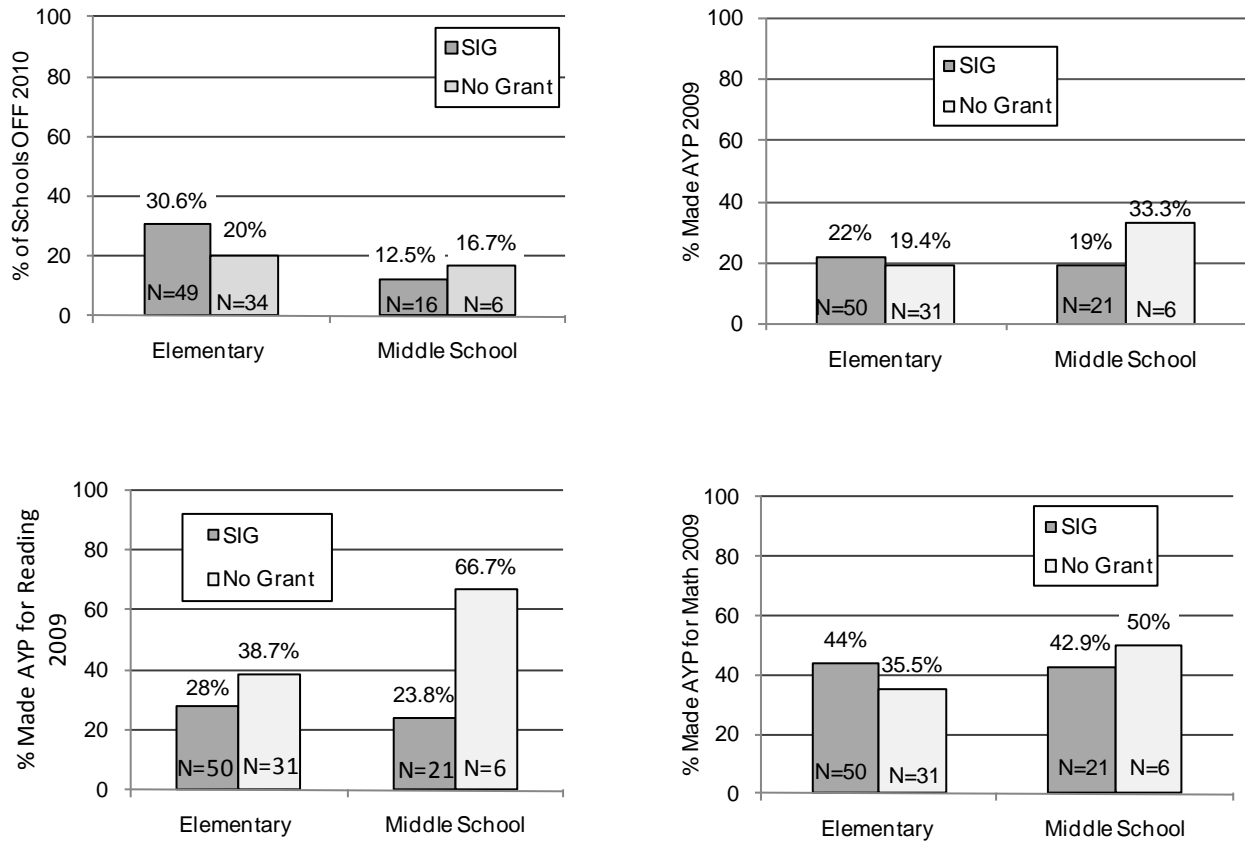 % of Schools OFF 2010
100
80
60
40
20
0
SIG
No Grant
30.6%
20%
12.5%
16.7%
N=49
N=34
N=16
N=6
Elementary
Middle School
% Made AYP 2009
100
80
60
40
20
0
SIG
No Grant
22%
19.4%
19%
33.3%
N=50
N=31
N=21
N=6
Elementary
Middle School
% Made AYP for Reading
2009
100
80
60
40
20
0
SIG
No Grant
28%
38.7%
23.8%
66.7%
N=50
N=31
N=21
N=6
Elementary
Middle School
% Made AYP for Math 2009
100
80
60
40
20
0
SIG
No Grant
44%
35.5%
42.9%
50%
N=50
N=31
N=21
N=6
Elementary
Middle School